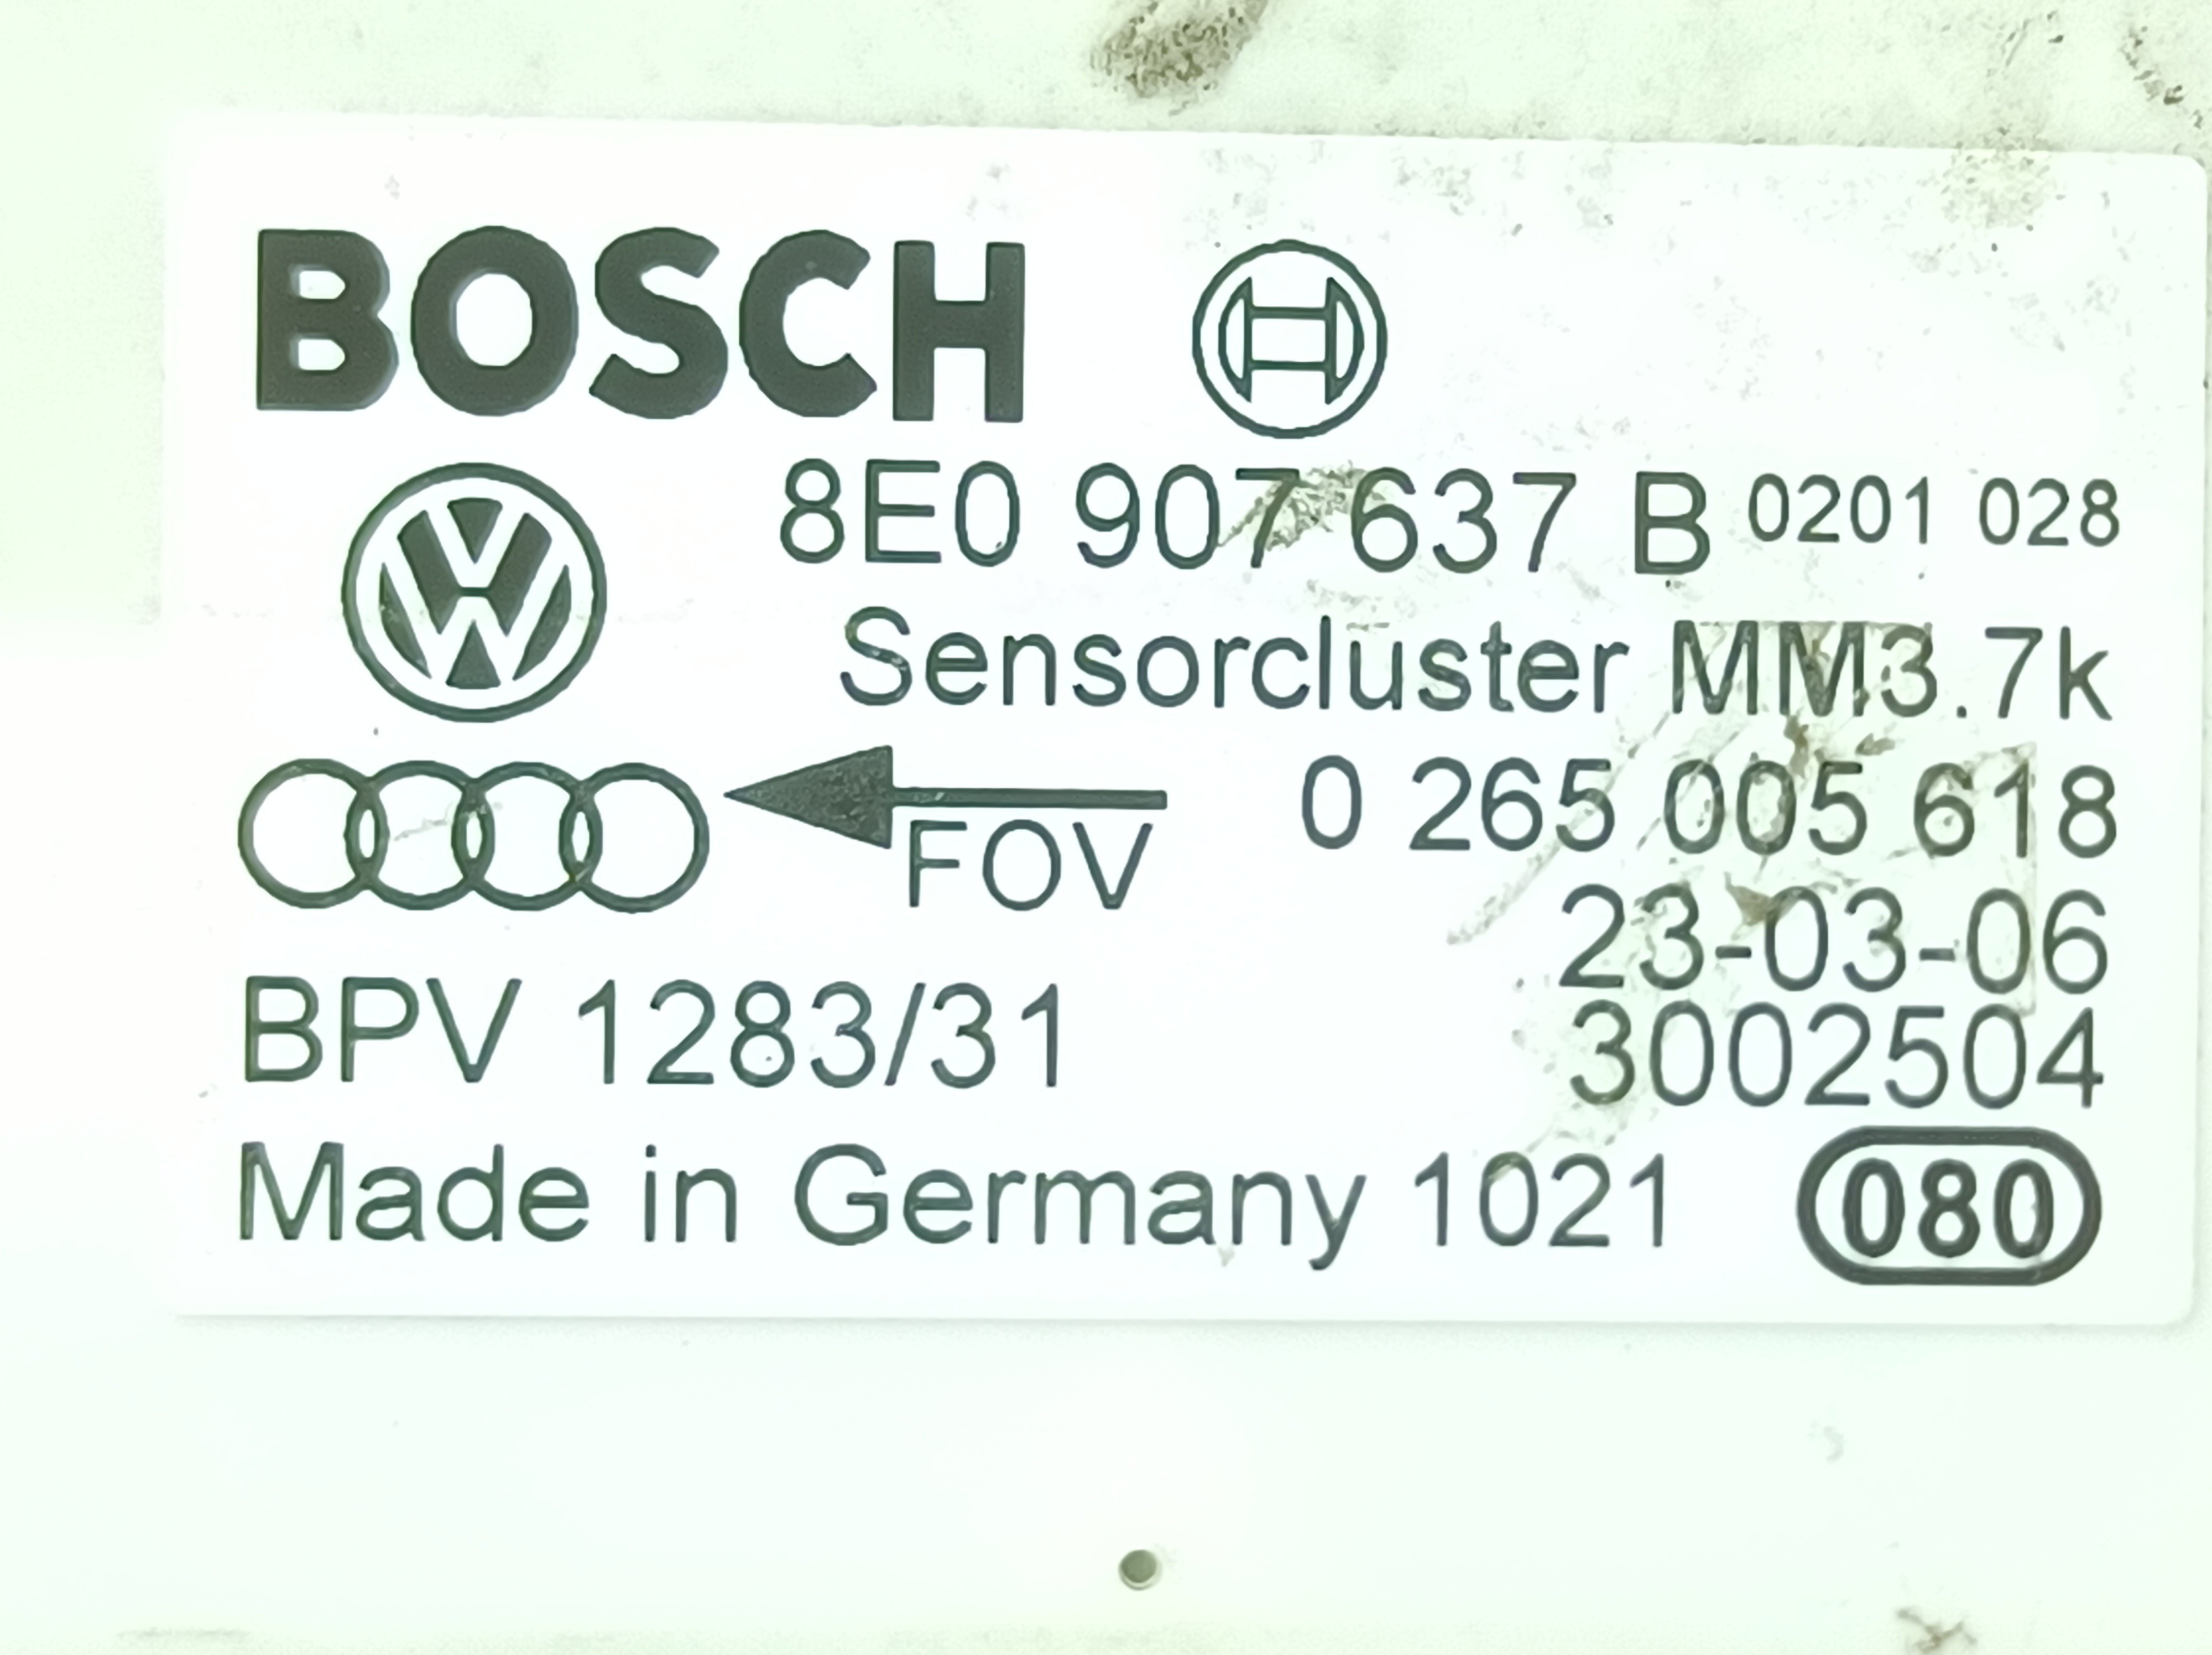 BOSCH
8E0 907 637 B 0201 028
Sensorcluster MM3.7k
0 265 005 618
FOV
23-03-06
BPV 1283/31
3002504
Made in Germany 1021 080